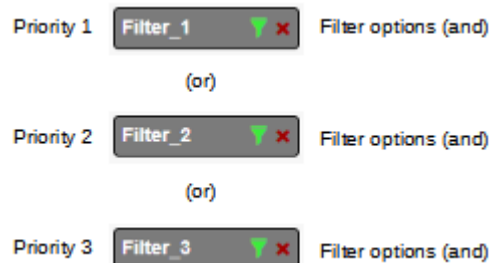 Priority 1 Filter_1 Filter options (and)
(or)
Priority 2 Filter_2 Filter options (and)
(or)
Priority 3 Filter_3 Filter options (and)